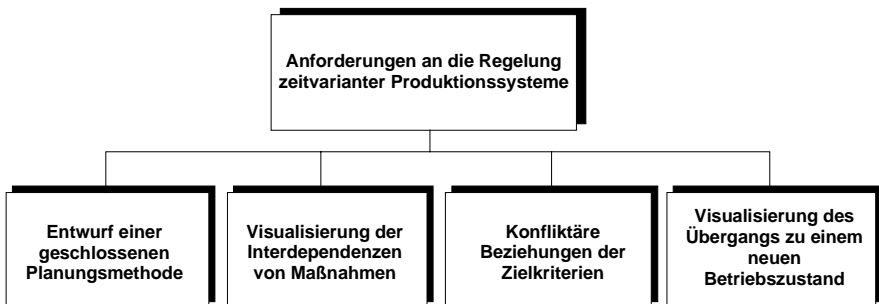 Anforderungen an die Regelung
zeitvarianter Produktionssysteme
Entwurf einer
geschlossenen
Planungsmethode
Visualisierung der
Interdependenzen
von Maßnahmen
Konfliktäre
Beziehungen der
Zielkriterien
Visualisierung des
Übergangs zu einem
neuen
Betriebszustand